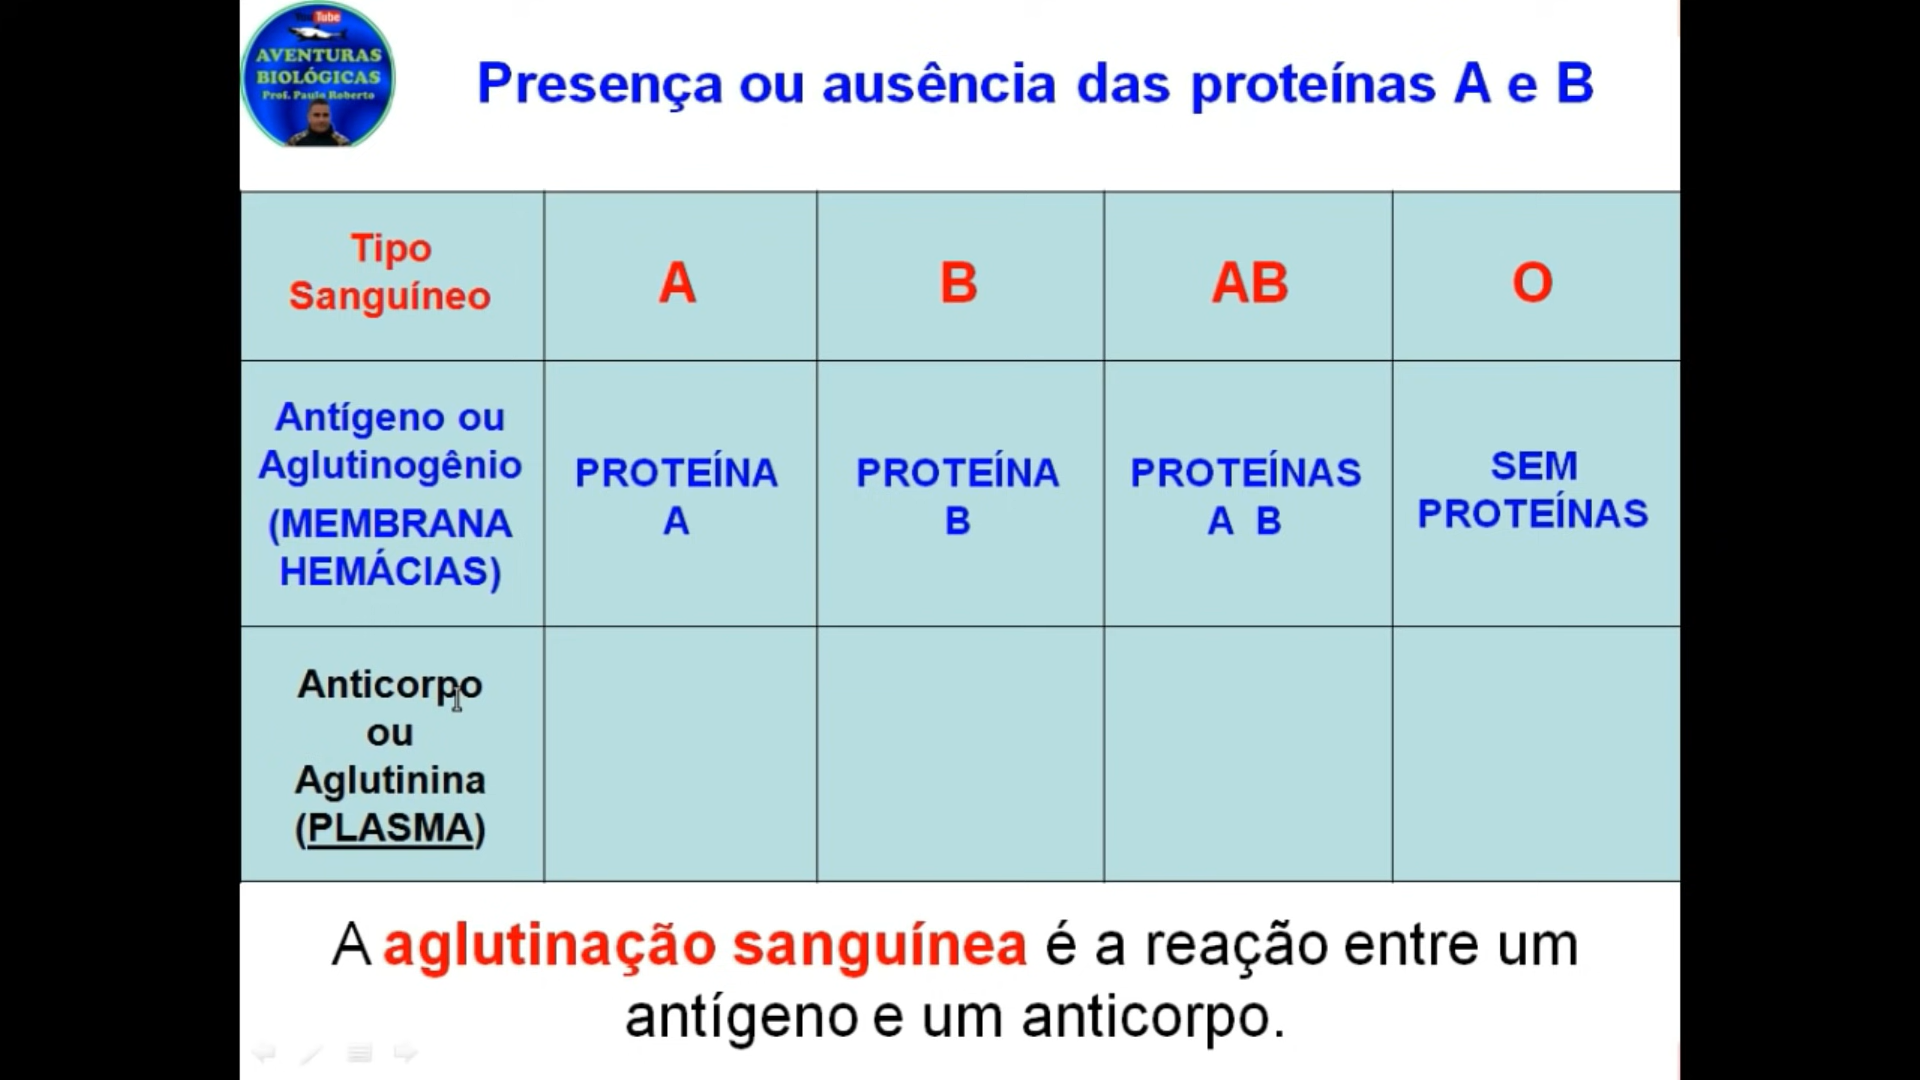 YouTube
AVENTURAS
BIOLÓGICAS
Prof. Paulo Roberto
Presença ou ausência das proteínas A e B
Tipo
Sanguíneo
A
B
AB
O
Antígeno ou
Aglutinogênio
(MEMBRANA
HEMÁCIAS)
PROTEÍNA
A
PROTEÍNA
B
PROTEÍNAS
A B
SEM
PROTEÍNAS
Anticorpo
ou
Aglutinina
(PLASMA)
A aglutinação sanguínea é a reação entre um
antígeno e um anticorpo.